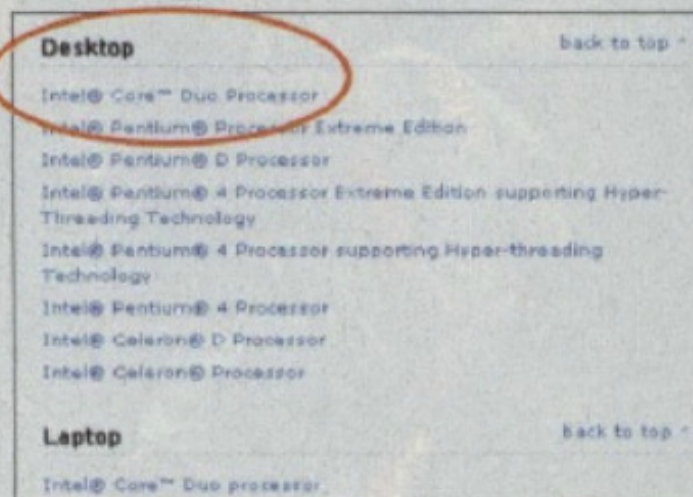 Desktop back to top ^
Intel® Core™ Duo Processor
Intel® Pentium® Processor Extreme Edition
Intel® Pentium® D Processor
Intel® Pentium® 4 Processor Extreme Edition supporting Hyper-
Threading Technology
Intel® Pentium® 4 Processor supporting Hyper-threading
Technology
Intel® Pentium® 4 Processor
Intel® Celeron® D Processor
Intel® Celeron® Processor
Laptop back to top ^
Intel® Core™ Duo processor